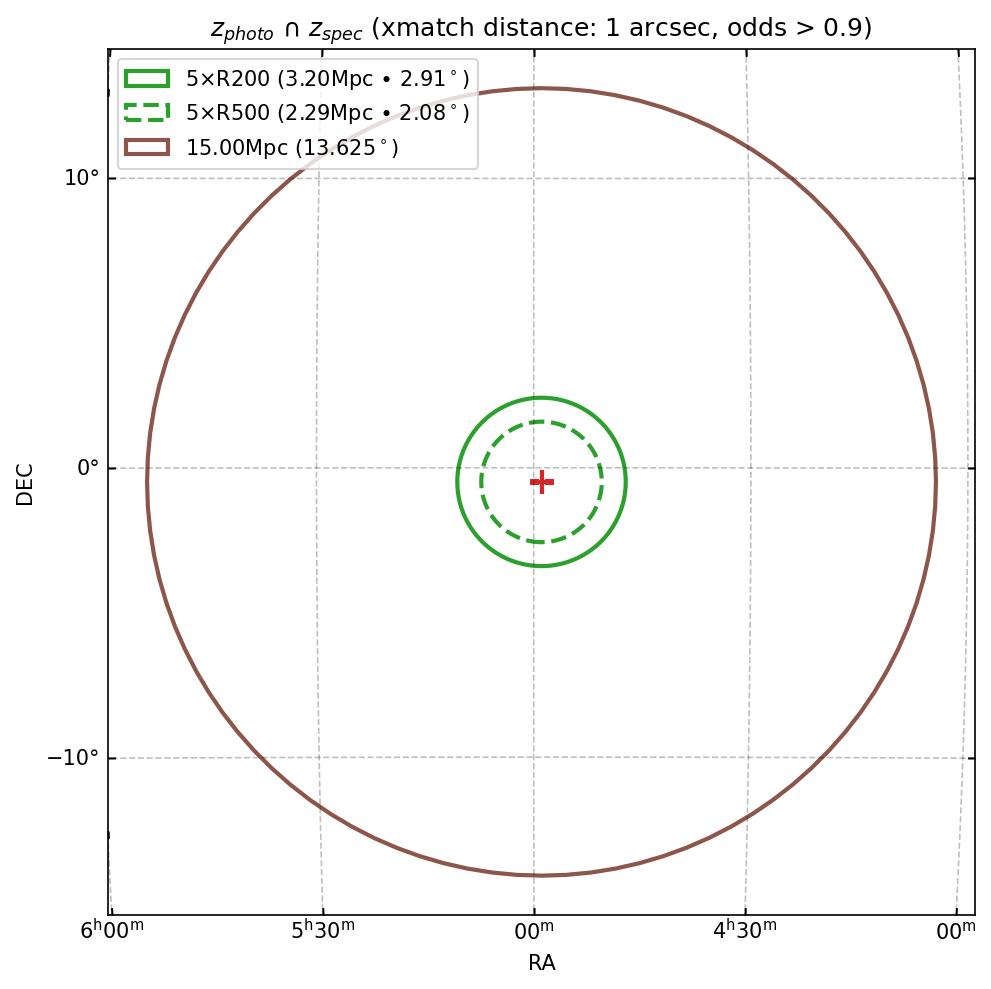 z_photo ∩ z_spec (xmatch distance: 1 arcsec, odds > 0.9)
5×R200 (3.20Mpc • 2.91°)
5×R500 (2.29Mpc • 2.08°)
15.00Mpc (13.625°)
10°
0°
−10°
DEC
6ʰ00ᵐ 5ʰ30ᵐ 00ᵐ 4ʰ30ᵐ 00ᵐ
RA